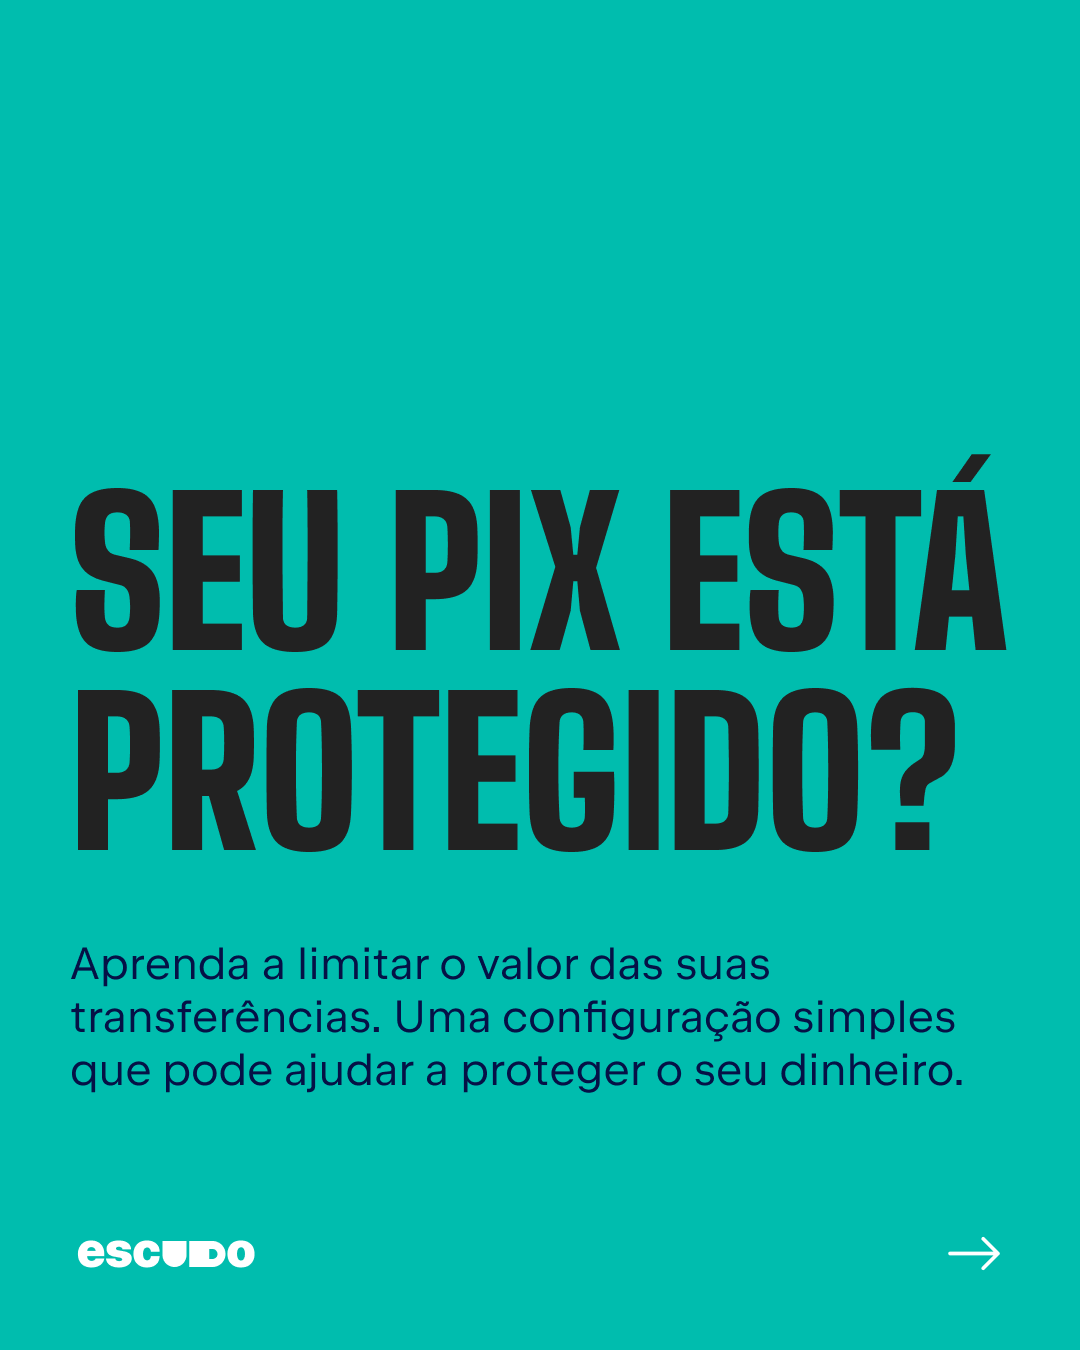 SEU PIX ESTÁ
PROTEGIDO?
Aprenda a limitar o valor das suas
transferências. Uma configuração simples
que pode ajudar a proteger o seu dinheiro.
escudo